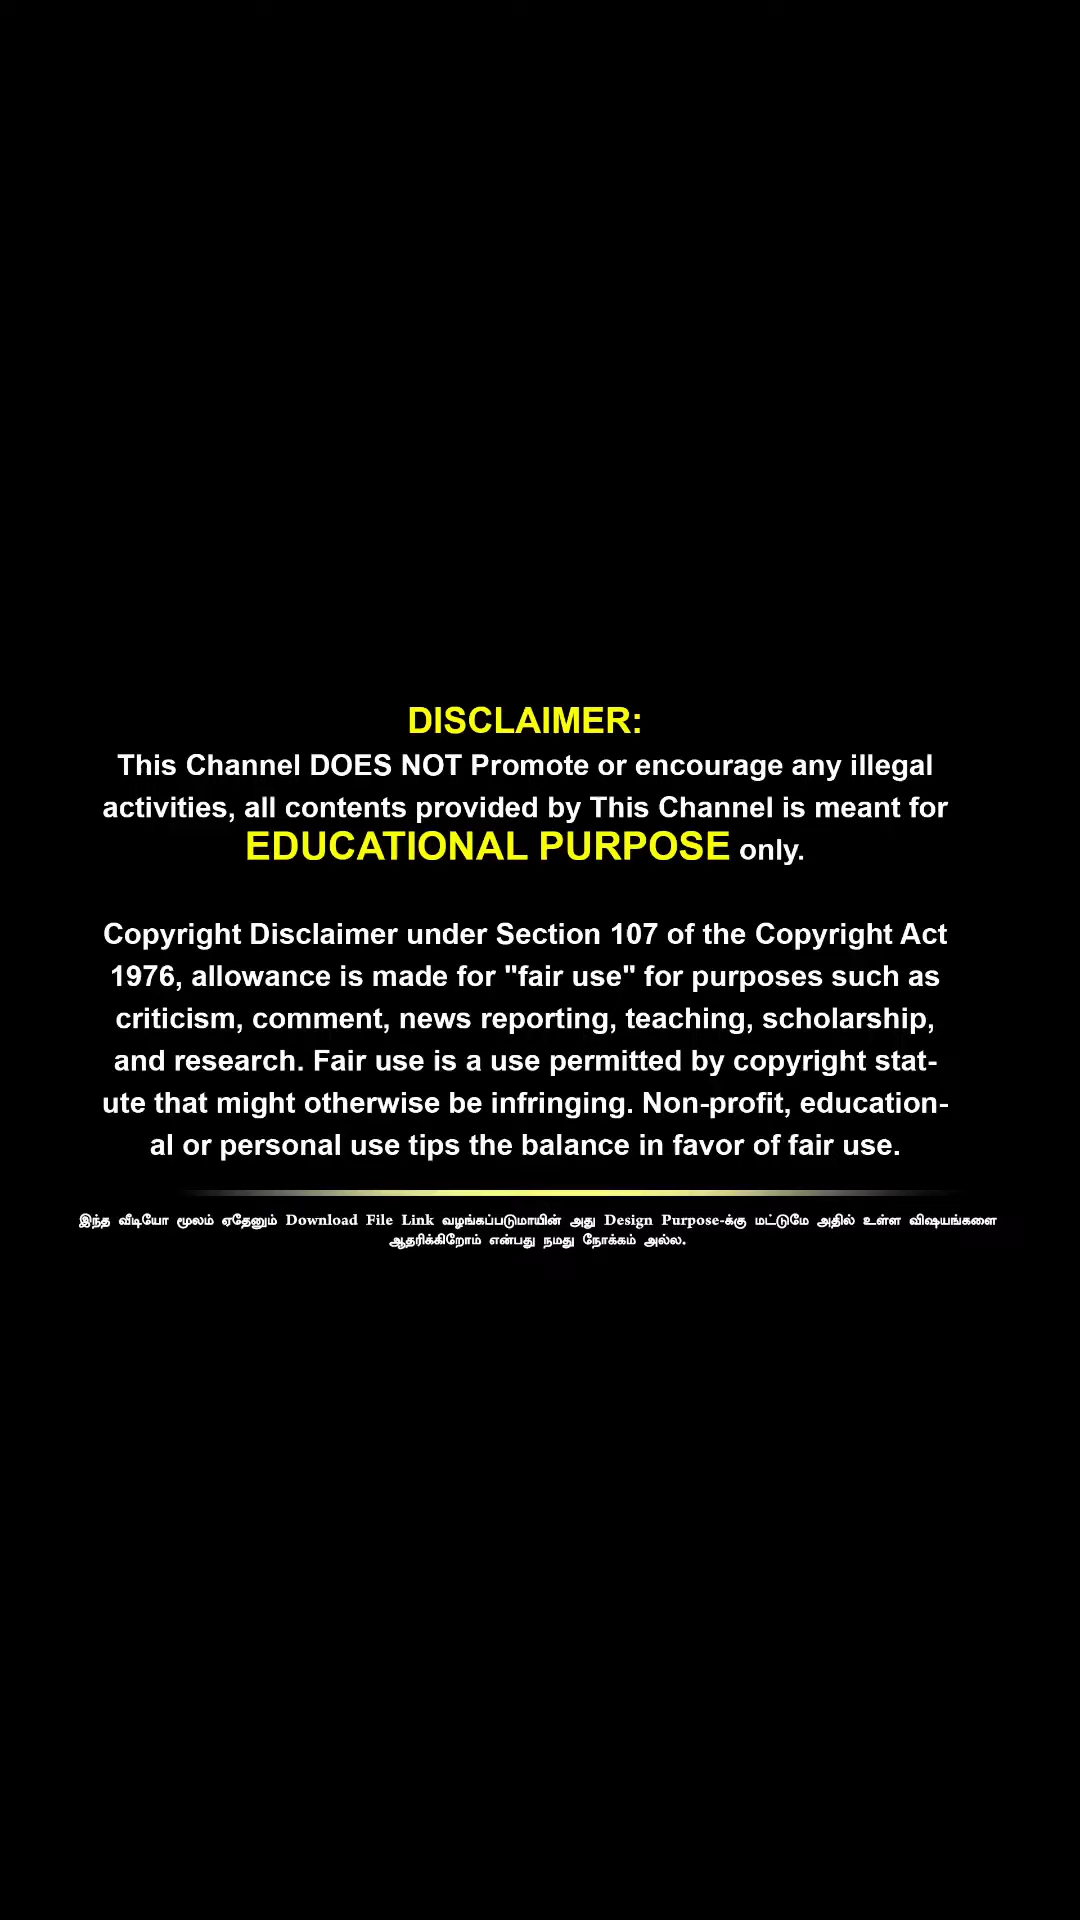 DISCLAIMER:
This Channel DOES NOT Promote or encourage any illegal
activities, all contents provided by This Channel is meant for
EDUCATIONAL PURPOSE only.
Copyright Disclaimer under Section 107 of the Copyright Act
1976, allowance is made for "fair use" for purposes such as
criticism, comment, news reporting, teaching, scholarship,
and research. Fair use is a use permitted by copyright stat-
ute that might otherwise be infringing. Non-profit, education-
al or personal use tips the balance in favor of fair use.
இந்த வீடியோ மூலம் ஏதேனும் Download File Link வழங்கப்படுமாயின் அது Design Purpose-க்கு மட்டுமே அதில் உள்ள விஷயங்களை
ஆதரிக்கிறோம் என்பது நமது நோக்கம் அல்ல.